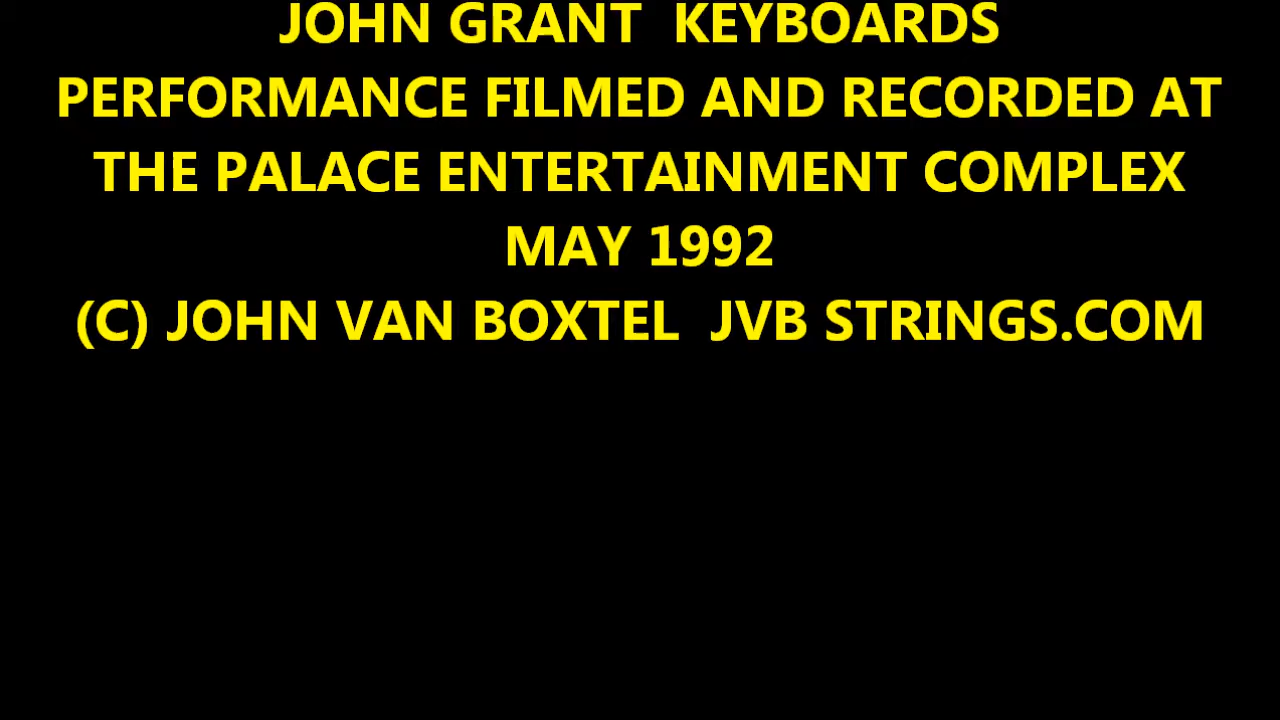 JOHN GRANT  KEYBOARDS
PERFORMANCE FILMED AND RECORDED AT
THE PALACE ENTERTAINMENT COMPLEX
MAY 1992
(C) JOHN VAN BOXTEL  JVB STRINGS.COM